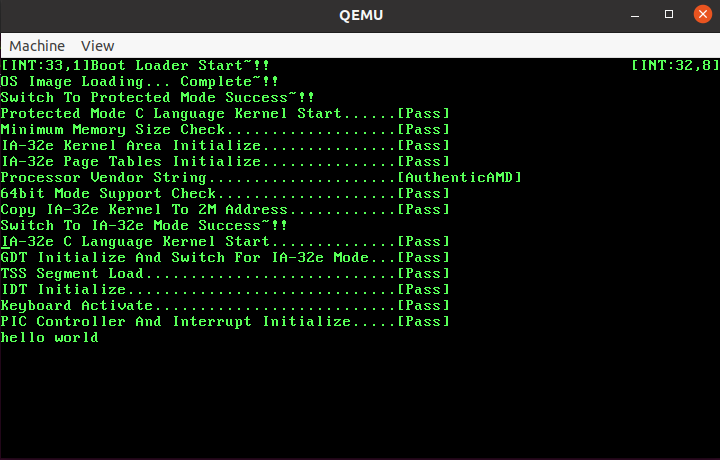 QEMU
Machine View
[INT:33,1]Boot Loader Start~!! [INT:32,8]
OS Image Loading... Complete~!!
Switch To Protected Mode Success~!!
Protected Mode C Language Kernel Start......[Pass]
Minimum Memory Size Check...................[Pass]
IA-32e Kernel Area Initialize...............[Pass]
IA-32e Page Tables Initialize...............[Pass]
Processor Vendor String.....................[AuthenticAMD]
64bit Mode Support Check....................[Pass]
Copy IA-32e Kernel To 2M Address............[Pass]
Switch To IA-32e Mode Success~!!
IA-32e C Language Kernel Start..............[Pass]
GDT Initialize And Switch For IA-32e Mode...[Pass]
TSS Segment Load............................[Pass]
IDT Initialize..............................[Pass]
Keyboard Activate...........................[Pass]
PIC Controller And Interrupt Initialize.....[Pass]
hello world